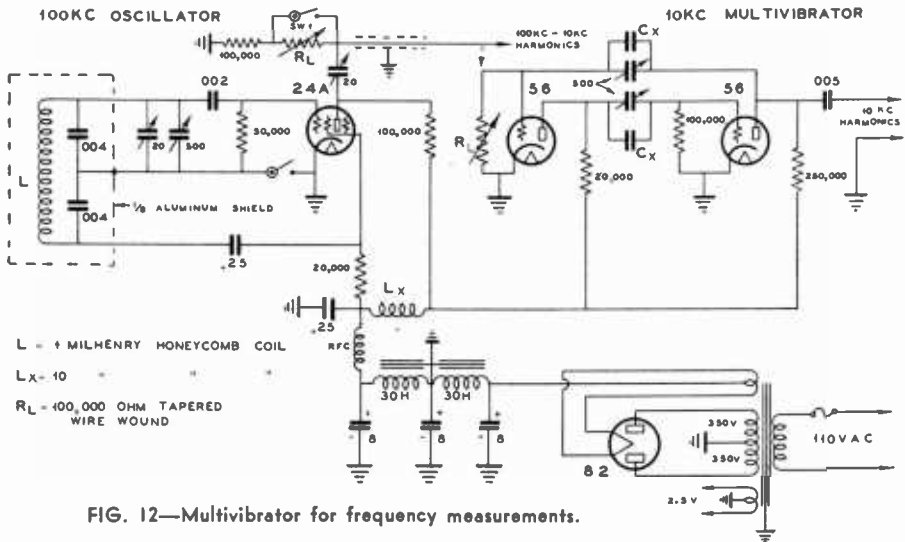 100KC OSCILLATOR
10KC MULTIVIBRATOR
SW1
100,000
RL
100KC - 10KC
HARMONICS
CX
002
24A
20
500
56
56
005
004
20
500
50,000
100,000
R
100,000
CX
10 KC
HARMONICS
L
20,000
250,000
004
1/8 ALUMINUM SHIELD
.25
20,000
LX
.25
RFC
L = 1 MILHENRY HONEYCOMB COIL
LX= 10 " " "
RL = 100,000 OHM TAPERED
WIRE WOUND
30H
30H
+ + +
- 8 - 8 - 8
82
350V
350V
110VAC
2.5V
FIG. 12—Multivibrator for frequency measurements.